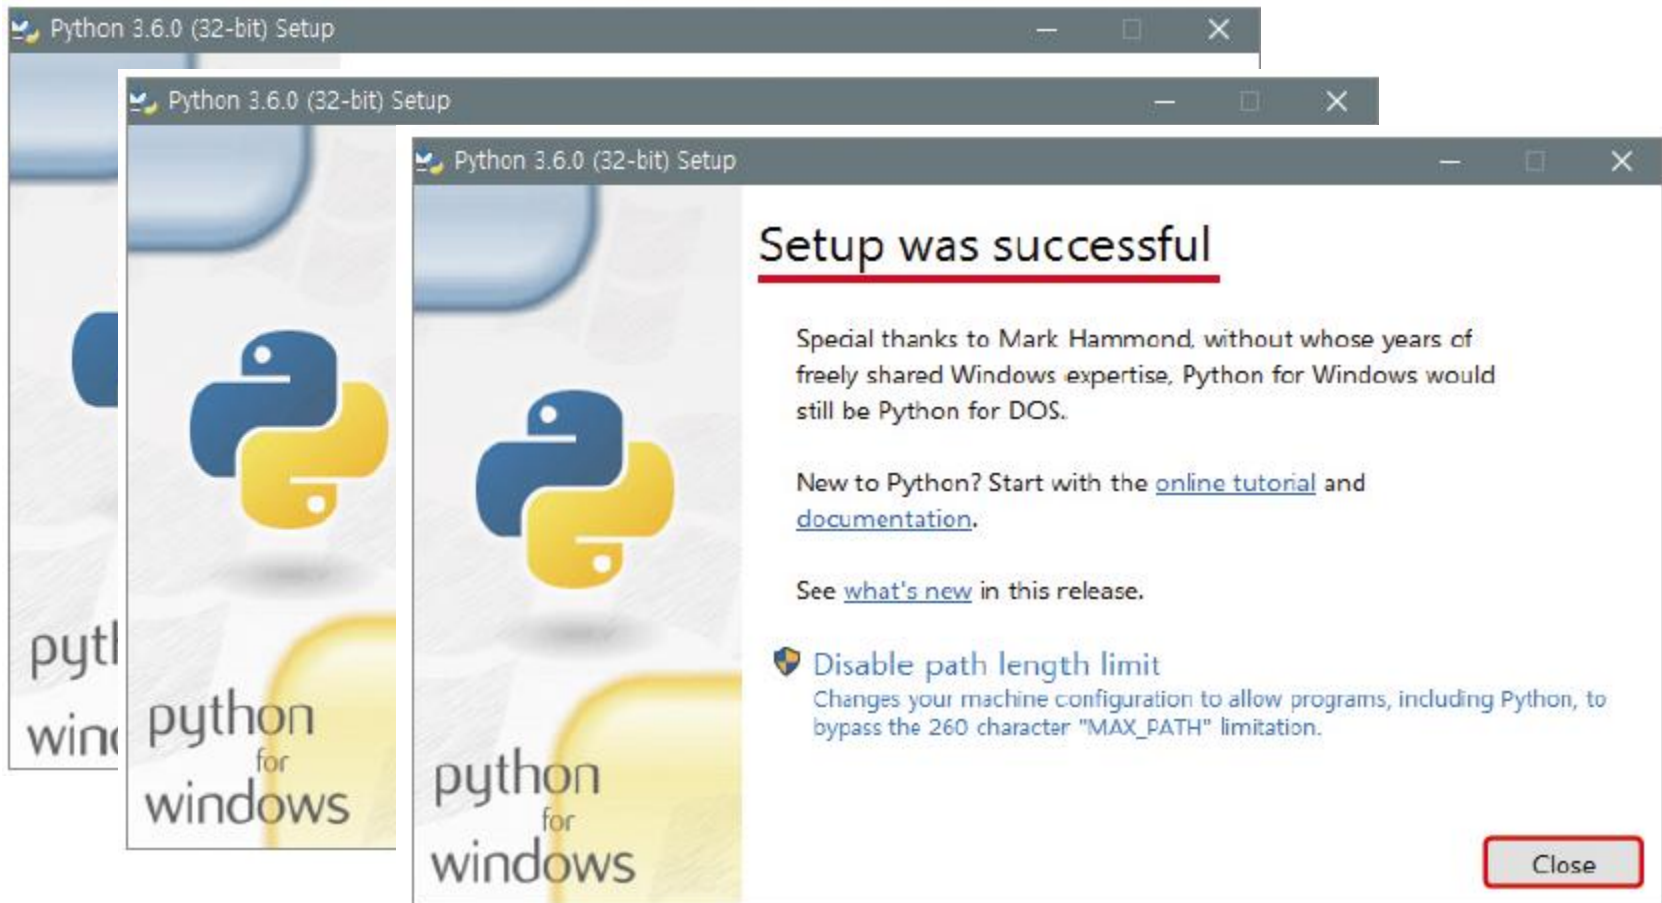 Python 3.6.0 (32-bit) Setup
Python 3.6.0 (32-bit) Setup
Python 3.6.0 (32-bit) Setup
Setup was successful
Special thanks to Mark Hammond, without whose years of
freely shared Windows expertise, Python for Windows would
still be Python for DOS.
New to Python? Start with the online tutorial and
documentation.
See what's new in this release.
Disable path length limit
Changes your machine configuration to allow programs, including Python, to
bypass the 260 character "MAX_PATH" limitation.
pyt
win
python
for
windows
python
for
windows
Close